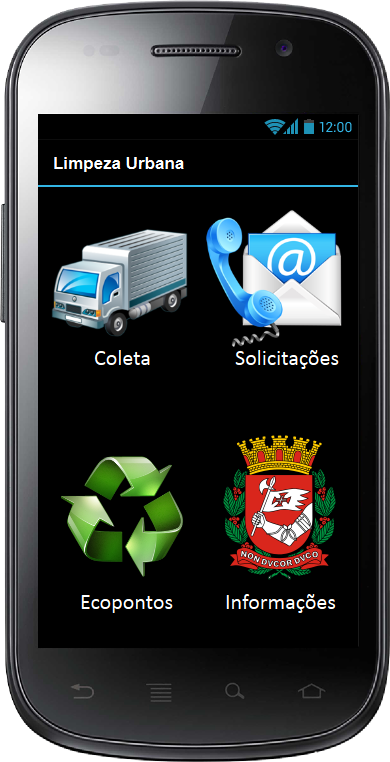 12:00
Limpeza Urbana
@
Coleta
Solicitações
NON DVCOR DVCO
Ecopontos
Informações